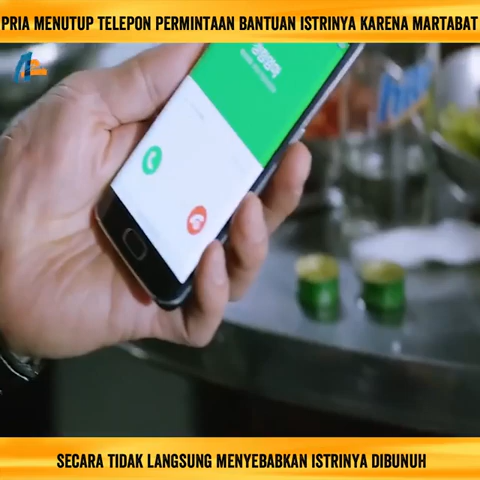 PRIA MENUTUP TELEPON PERMINTAAN BANTUAN ISTRINYA KARENA MARTABAT
SECARA TIDAK LANGSUNG MENYEBABKAN ISTRINYA DIBUNUH